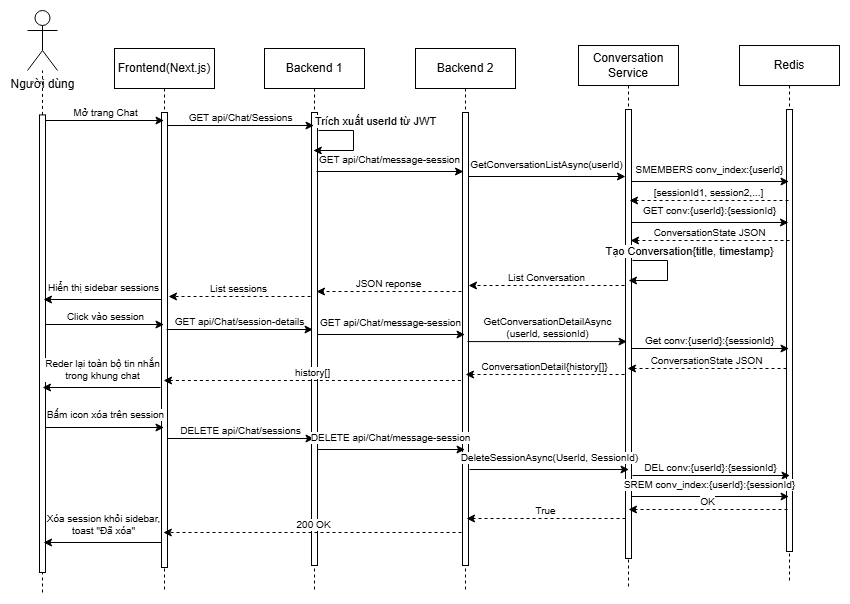 Người dùng
Frontend(Next.js)
Backend 1
Backend 2
Conversation
Service
Redis
Mở trang Chat
GET api/Chat/Sessions
Trích xuất userId từ JWT
GET api/Chat/message-session
GetConversationListAsync(userId)
SMEMBERS conv_index:{userId}
[sessionId1, session2,...]
GET conv:{userId}:{sessionId}
ConversationState JSON
Tạo Conversation{title, timestamp}
List Conversation
JSON reponse
List sessions
Hiển thị sidebar sessions
Click vào session
GET api/Chat/session-details
GET api/Chat/message-session
GetConversationDetailAsync
(userId, sessionId)
Get conv:{userId}:{sessionId}
ConversationState JSON
ConversationDetail{history[]}
history[]
Reder lại toàn bộ tin nhắn
trong khung chat
Bấm icon xóa trên session
DELETE api/Chat/sessions
DELETE api/Chat/message-session
DeleteSessionAsync(UserId, SessionId)
DEL conv:{userId}:{sessionId}
SREM conv_index:{userId}:{sessionId}
OK
True
200 OK
Xóa session khỏi sidebar,
toast "Đã xóa"